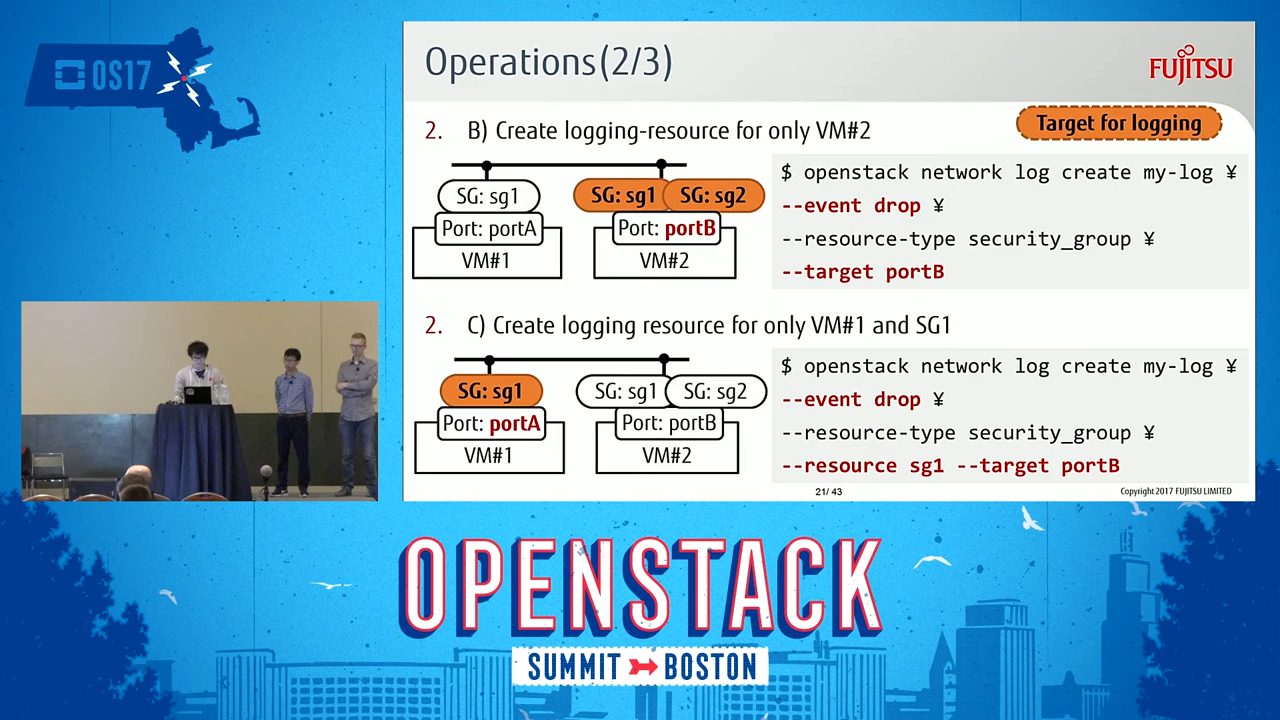 OS17
Operations(2/3)
FUJITSU
2. B) Create logging-resource for only VM#2
Target for logging
SG: sg1
SG: sg1
SG: sg2
Port: portA
Port: portB
VM#1
VM#2
$ openstack network log create my-log ¥
--event drop ¥
--resource-type security_group ¥
--target portB
2. C) Create logging resource for only VM#1 and SG1
SG: sg1
SG: sg1
SG: sg2
Port: portA
Port: portB
VM#1
VM#2
$ openstack network log create my-log ¥
--event drop ¥
--resource-type security_group ¥
--resource sg1 --target portB
21/ 43
Copyright 2017 FUJITSU LIMITED
OPENSTACK
SUMMIT BOSTON